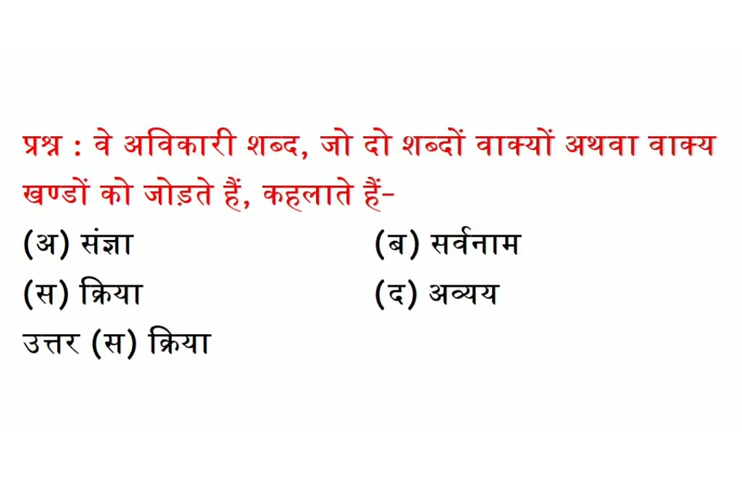 प्रश्न : वे अविकारी शब्द, जो दो शब्दों वाक्यों अथवा वाक्य
खण्डों को जोड़ते हैं, कहलाते हैं-
(अ) संज्ञा (ब) सर्वनाम
(स) क्रिया (द) अव्यय
उत्तर (स) क्रिया